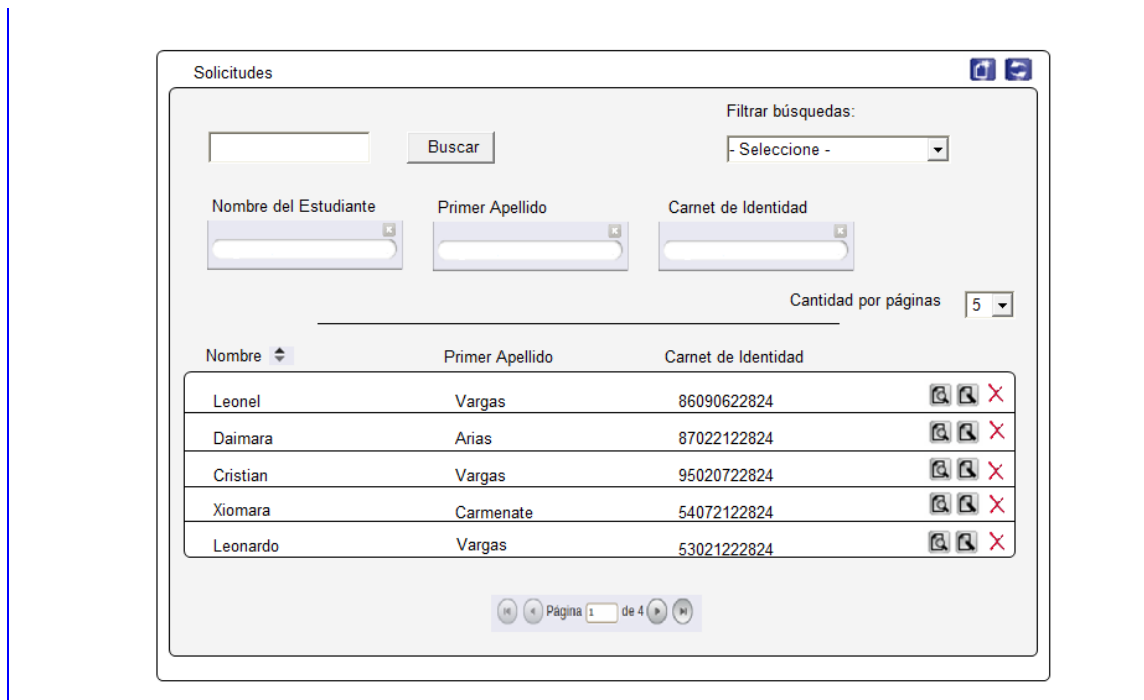 Solicitudes
Filtrar búsquedas:
Buscar
- Seleccione -
Nombre del Estudiante Primer Apellido Carnet de Identidad
Cantidad por páginas 5
Nombre Primer Apellido Carnet de Identidad
Leonel Vargas 86090622824
Daimara Arias 87022122824
Cristian Vargas 95020722824
Xiomara Carmenate 54072122824
Leonardo Vargas 53021222824
Página 1 de 4